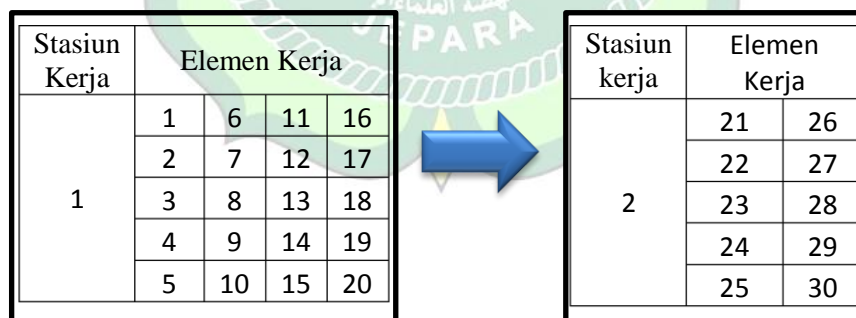 JEPARA
Stasiun Kerja Elemen Kerja
1
1 6 11 16
2 7 12 17
3 8 13 18
4 9 14 19
5 10 15 20
Stasiun kerja Elemen Kerja
2
21 26
22 27
23 28
24 29
25 30